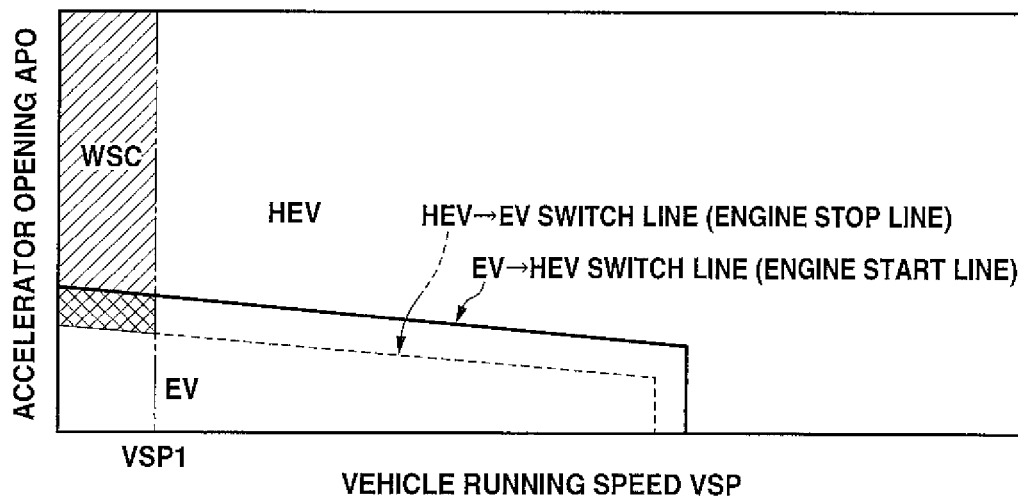 ACCELERATOR OPENING APO
WSC
HEV
HEV→EV SWITCH LINE (ENGINE STOP LINE)
EV→HEV SWITCH LINE (ENGINE START LINE)
EV
VSP1
VEHICLE RUNNING SPEED VSP